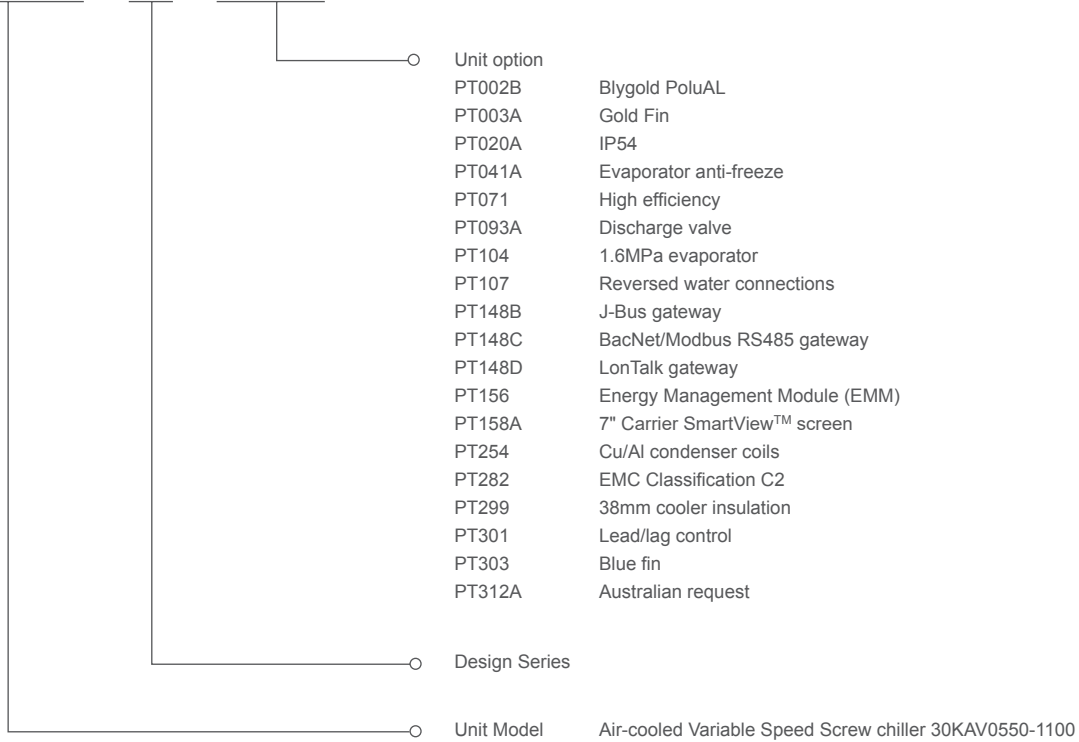 Unit option
PT002B Blygold PoluAL
PT003A Gold Fin
PT020A IP54
PT041A Evaporator anti-freeze
PT071 High efficiency
PT093A Discharge valve
PT104 1.6MPa evaporator
PT107 Reversed water connections
PT148B J-Bus gateway
PT148C BacNet/Modbus RS485 gateway
PT148D LonTalk gateway
PT156 Energy Management Module (EMM)
PT158A 7" Carrier SmartView™ screen
PT254 Cu/Al condenser coils
PT282 EMC Classification C2
PT299 38mm cooler insulation
PT301 Lead/lag control
PT303 Blue fin
PT312A Australian request
Design Series
Unit Model Air-cooled Variable Speed Screw chiller 30KAV0550-1100